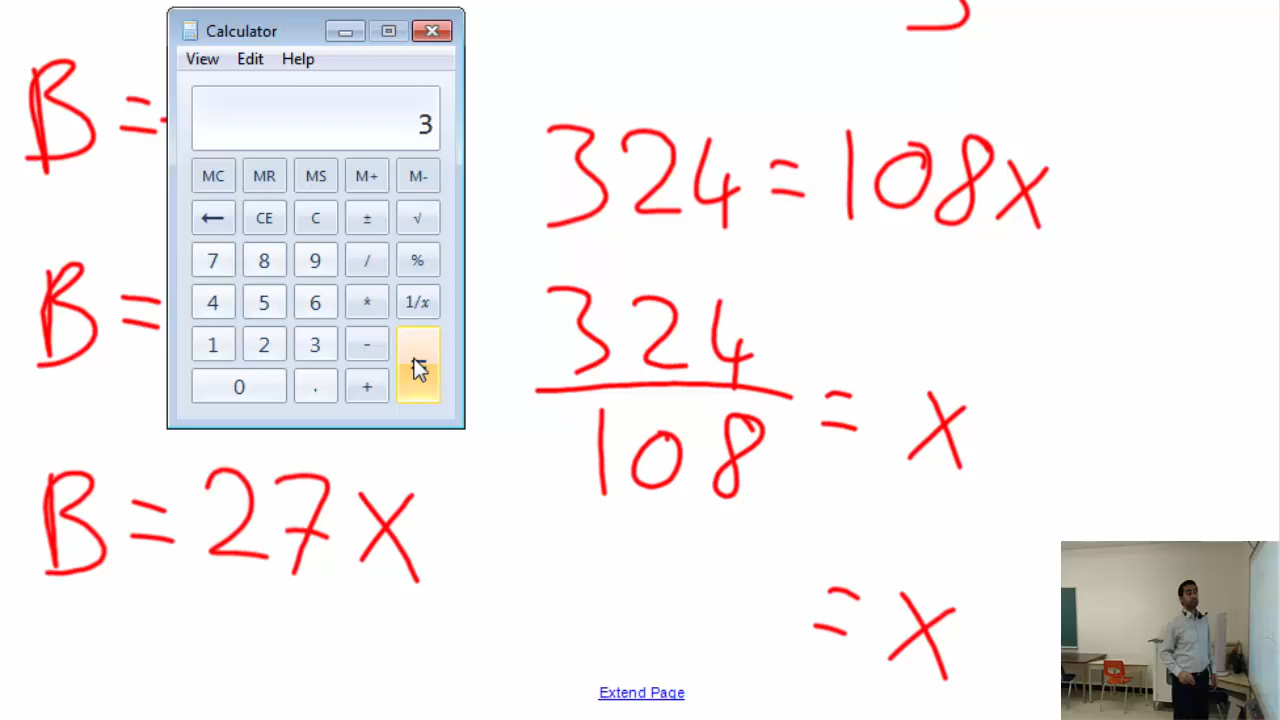 Calculator
View Edit Help
3
MC MR MS M+ M-
← CE C ± √
7 8 9 / %
4 5 6 * 1/x
1 2 3 - =
0 . +
B =
B =
B = 27x
324 = 108x
324
108
= x
= x
Extend Page